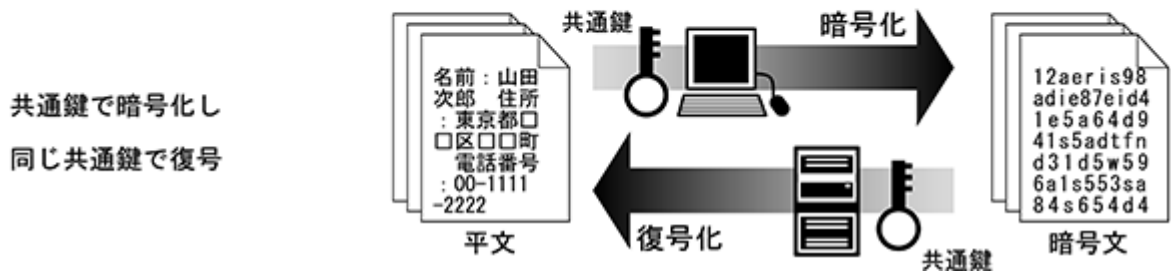 共通鍵で暗号化し
同じ共通鍵で復号
名前：山田
次郎　住所
：東京都□
□区□□町
電話番号
：00-1111
-2222
平文
共通鍵
暗号化
復号化
共通鍵
12aeris98
adie87eid4
1e5a64d9
41s5adtfn
d31d5w59
6a1s553sa
84s654d4
暗号文